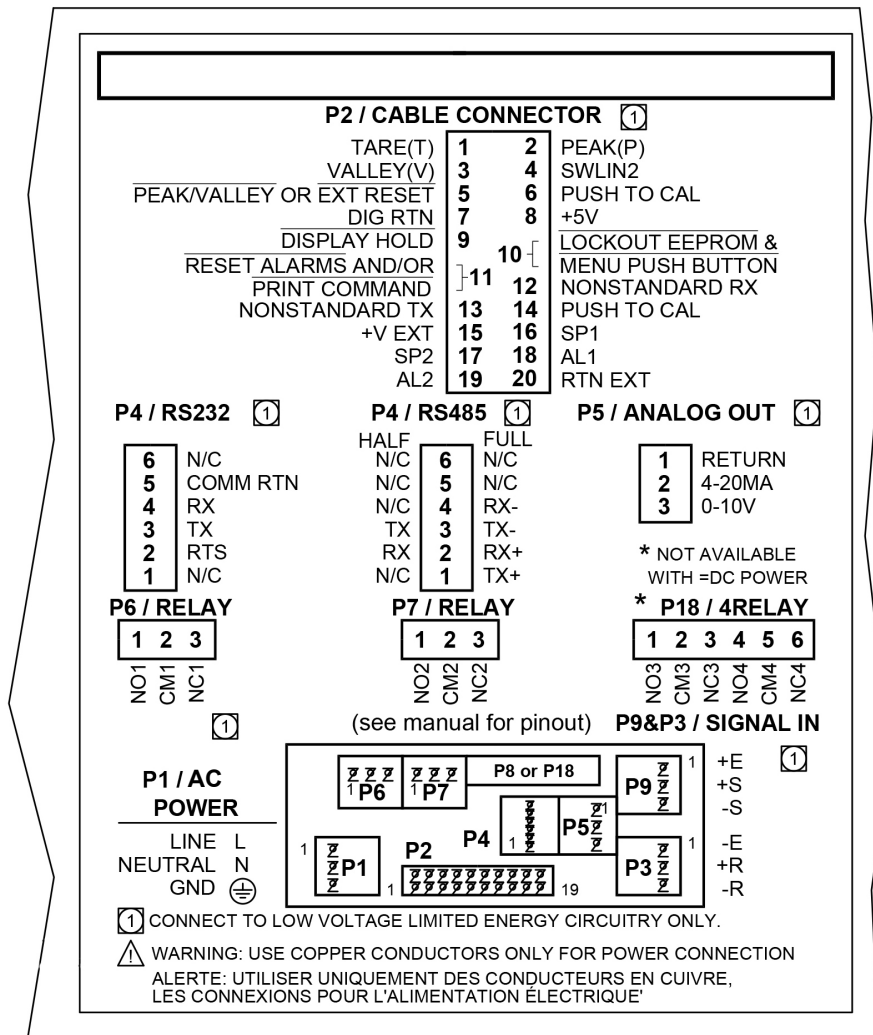 P2 / CABLE CONNECTOR 1
TARE(T) 1 2 PEAK(P)
VALLEY(V) 3 4 SWLIN2
PEAK/VALLEY OR EXT RESET 5 6 PUSH TO CAL
DIG RTN 7 8 +5V
DISPLAY HOLD 9 10 LOCKOUT EEPROM &
MENU PUSH BUTTON
RESET ALARMS AND/OR 11
PRINT COMMAND 12 NONSTANDARD RX
NONSTANDARD TX 13 14 PUSH TO CAL
+V EXT 15 16 SP1
SP2 17 18 AL1
AL2 19 20 RTN EXT
P4 / RS232 1
6 N/C
5 COMM RTN
4 RX
3 TX
2 RTS
1 N/C
P4 / RS485 1
HALF FULL
N/C 6 N/C
N/C 5 N/C
N/C 4 RX-
TX 3 TX-
RX 2 RX+
N/C 1 TX+
P5 / ANALOG OUT 1
1 RETURN
2 4-20MA
3 0-10V
* NOT AVAILABLE
WITH =DC POWER
P6 / RELAY
1 2 3
NO1 CM1 NC1
P7 / RELAY
1 2 3
NO2 CM2 NC2
* P18 / 4RELAY
1 2 3 4 5 6
NO3 CM3 NC3 NO4 CM4 NC4
1
(see manual for pinout)
P9&P3 / SIGNAL IN
1
P1 / AC
POWER
LINE L
NEUTRAL N
GND
1 P6
1 P7
P8 or P18
P9 1
P4 1
P5 1
1 P1
P2
1 19
P3 1
+E
+S
-S
-E
+R
-R
1 CONNECT TO LOW VOLTAGE LIMITED ENERGY CIRCUITRY ONLY.
! WARNING: USE COPPER CONDUCTORS ONLY FOR POWER CONNECTION
ALERTE: UTILISER UNIQUEMENT DES CONDUCTEURS EN CUIVRE,
LES CONNEXIONS POUR L'ALIMENTATION ÉLECTRIQUE'